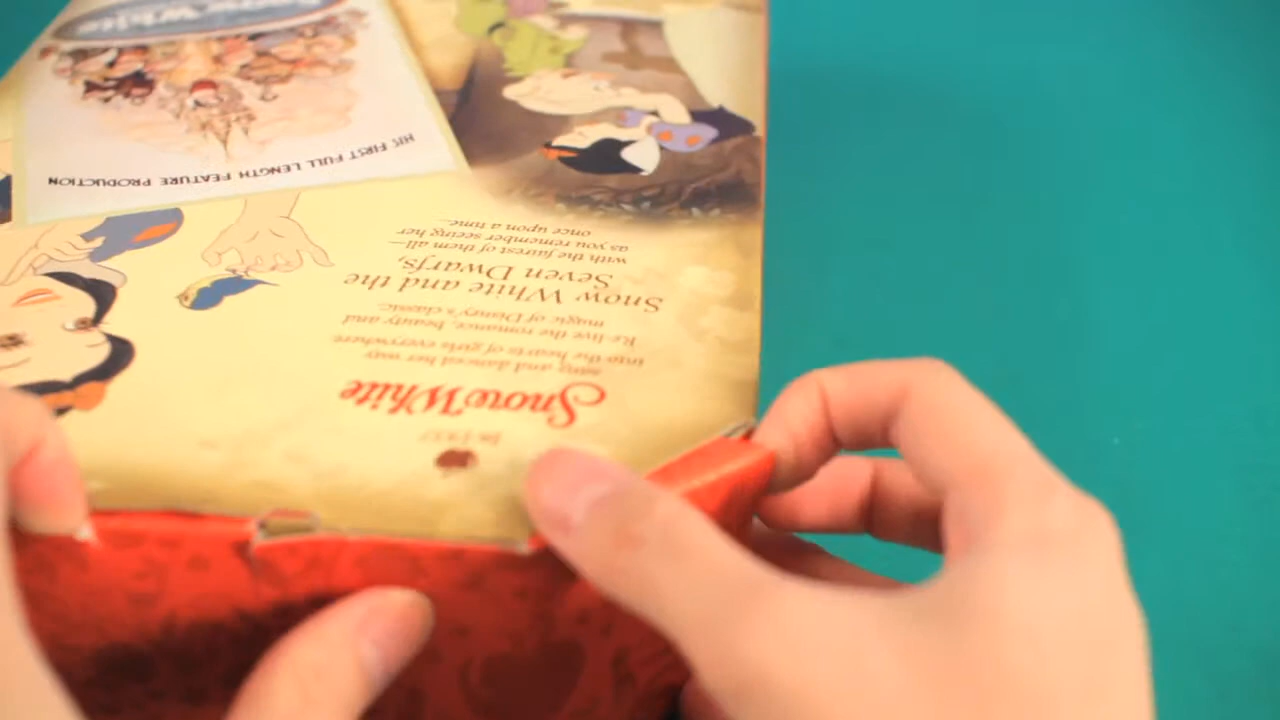 Snow White
HIS FIRST FULL LENGTH FEATURE PRODUCTION
In 1937
Snow White
sang and danced her way
into the hearts of girls everywhere.
Re-live the romance, beauty and
magic of Disney's classic.
Snow White and the
Seven Dwarfs,
with the fairest of them all—
as you remember seeing her
once upon a time...